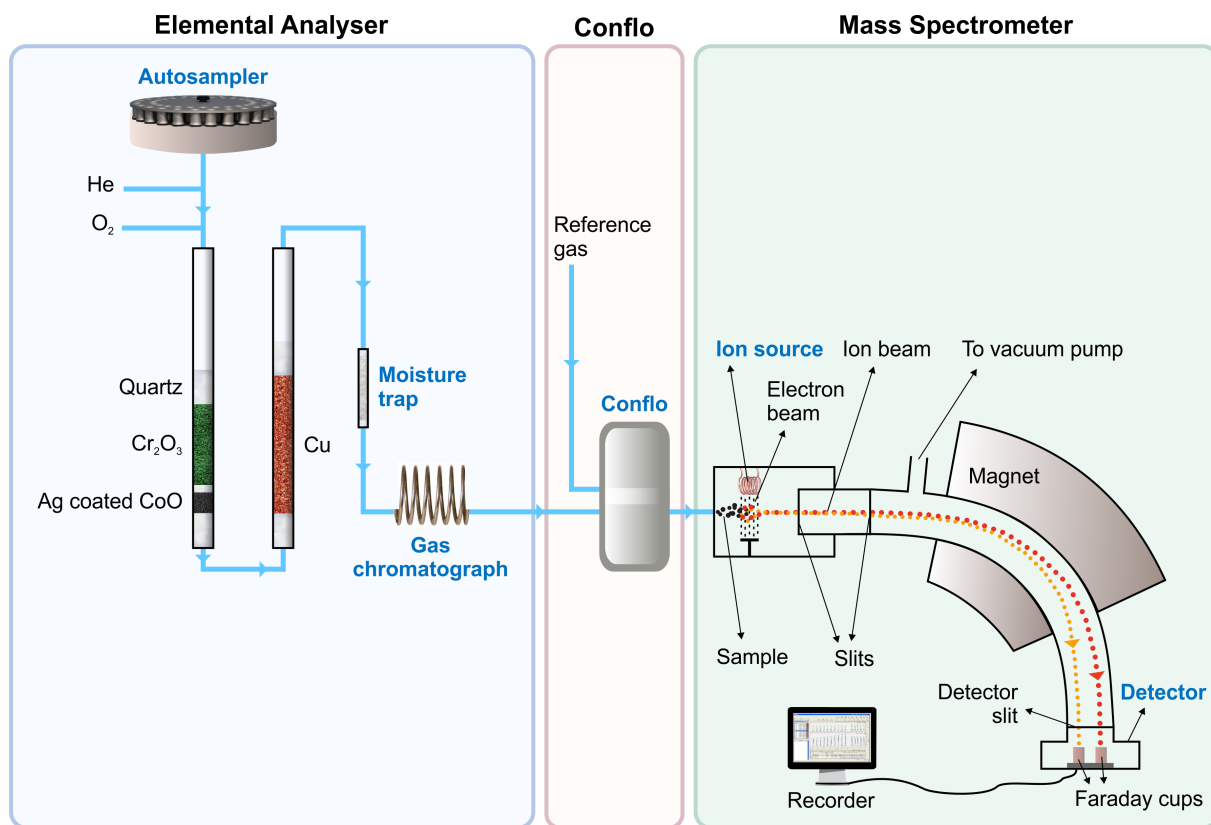 Elemental Analyser
Conflo
Mass Spectrometer
Autosampler
He
O₂
Quartz
Cr₂O₃
Ag coated CoO
Cu
Moisture
trap
Gas
chromatograph
Reference
gas
Conflo
Ion source
Ion beam
To vacuum pump
Electron
beam
Magnet
Sample
Slits
Detector
slit
Detector
Recorder
Faraday cups